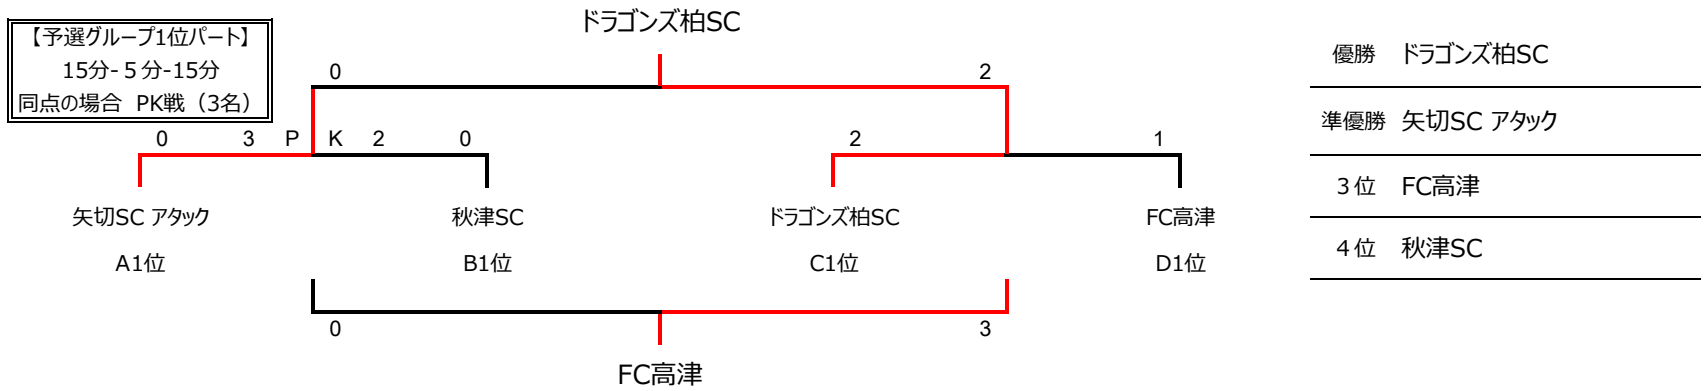 ドラゴンズ柏SC
【予選グループ1位パート】
15分-５分-15分
同点の場合 PK戦（3名）
0 2
0 3 P K 2 0 2 1
矢切SC アタック 秋津SC ドラゴンズ柏SC FC高津
A1位 B1位 C1位 D1位
0 3
FC高津
優勝 ドラゴンズ柏SC
準優勝 矢切SC アタック
３位 FC高津
４位 秋津SC